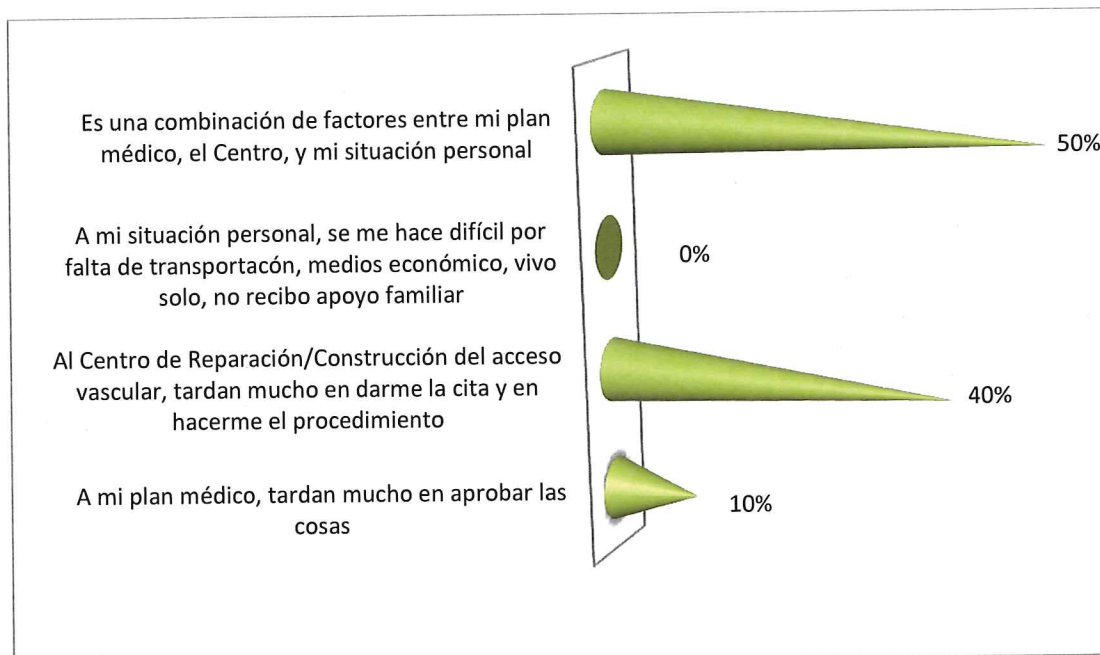 Es una combinación de factores entre mi plan
médico, el Centro, y mi situación personal
50%
A mi situación personal, se me hace difícil por
falta de transportacón, medios económico, vivo
solo, no recibo apoyo familiar
0%
Al Centro de Reparación/Construcción del acceso
vascular, tardan mucho en darme la cita y en
hacerme el procedimiento
40%
A mi plan médico, tardan mucho en aprobar las
cosas
10%